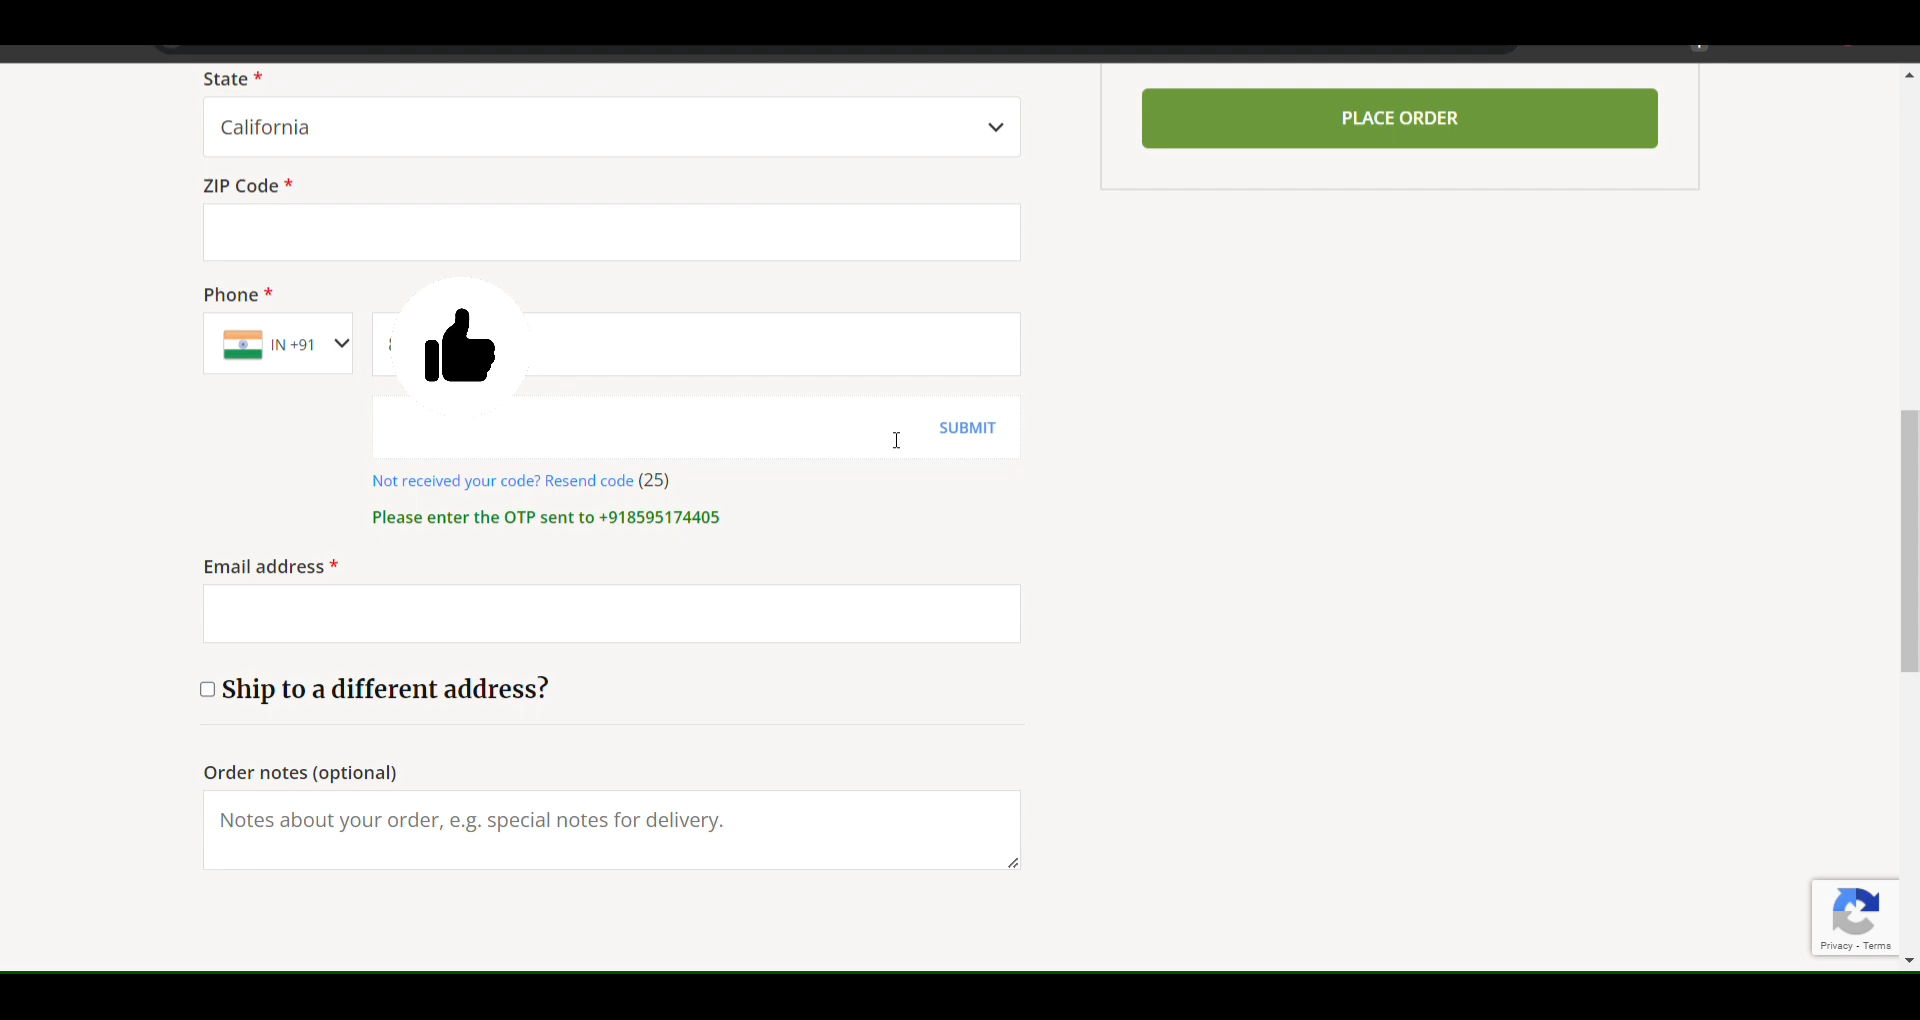 State *
California
PLACE ORDER
ZIP Code *
Phone *
IN +91
SUBMIT
Not received your code? Resend code (25)
Please enter the OTP sent to +918595174405
Email address *
Ship to a different address?
Order notes (optional)
Notes about your order, e.g. special notes for delivery.
Privacy - Terms